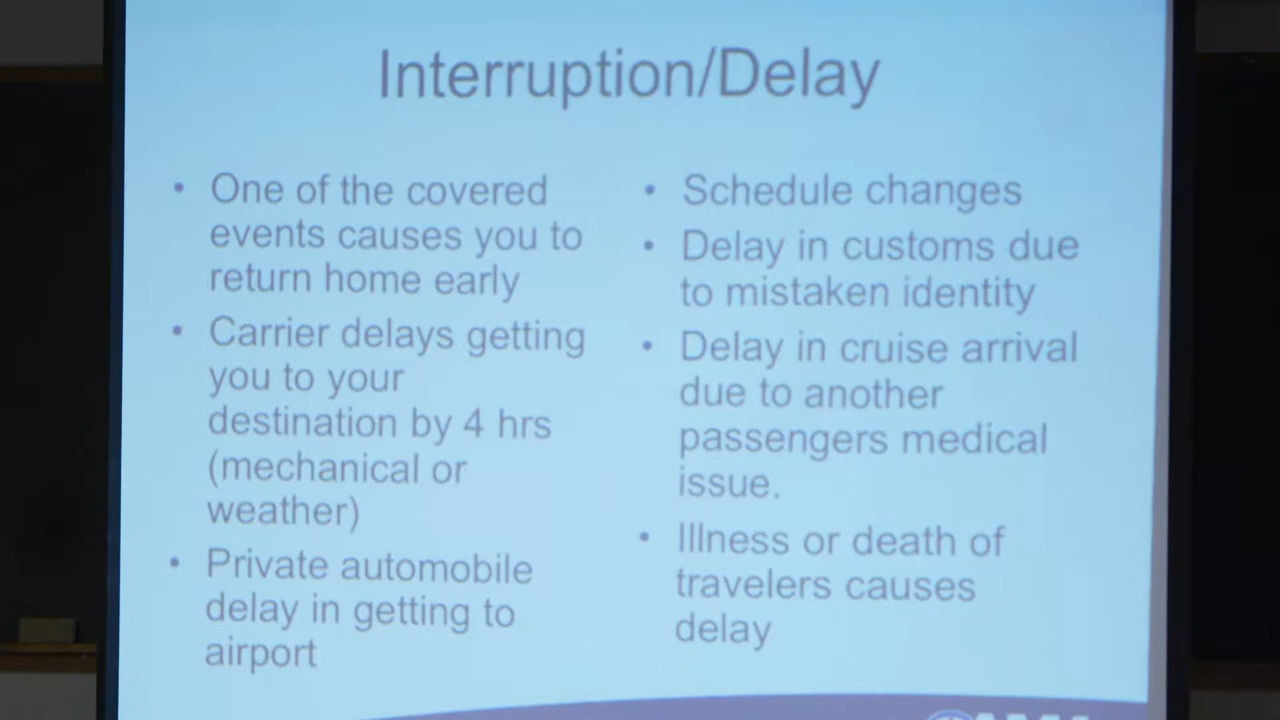 Interruption/Delay
• One of the covered
events causes you to
return home early
• Carrier delays getting
you to your
destination by 4 hrs
(mechanical or
weather)
• Private automobile
delay in getting to
airport
• Schedule changes
• Delay in customs due
to mistaken identity
• Delay in cruise arrival
due to another
passengers medical
issue.
• Illness or death of
travelers causes
delay